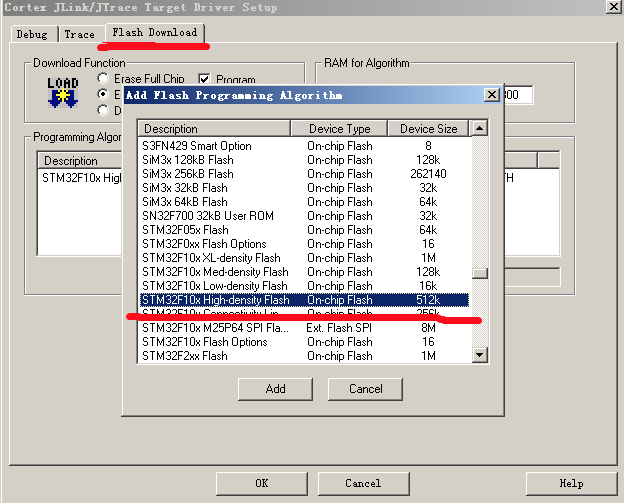 Cortex JLink/JTrace Target Driver Setup
Debug Trace Flash Download
Download Function RAM for Algorithm
LOAD
Erase Full Chip Program
Add Flash Programming Algorithm
Programming Algor
Description
STM32F10x Hig
Description Device Type Device Size
S3FN429 Smart Option On-chip Flash 8
SiM3x 128kB Flash On-chip Flash 128k
SiM3x 256kB Flash On-chip Flash 262140
SiM3x 32kB Flash On-chip Flash 32k
SiM3x 64kB Flash On-chip Flash 64k
SN32F700 32kB User ROM On-chip Flash 32k
STM32F05x Flash On-chip Flash 64k
STM32F0xx Flash Options On-chip Flash 16
STM32F10x XL-density Flash On-chip Flash 1M
STM32F10x Med-density Flash On-chip Flash 128k
STM32F10x Low-density Flash On-chip Flash 16k
STM32F10x High-density Flash On-chip Flash 512k
STM32F10x Connectivity Lin... On-chip Flash 256k
STM32F10x M25P64 SPI Fla... Ext. Flash SPI 8M
STM32F10x Flash Options On-chip Flash 16
STM32F2xx Flash On-chip Flash 1M
Add Cancel
OK Cancel Help